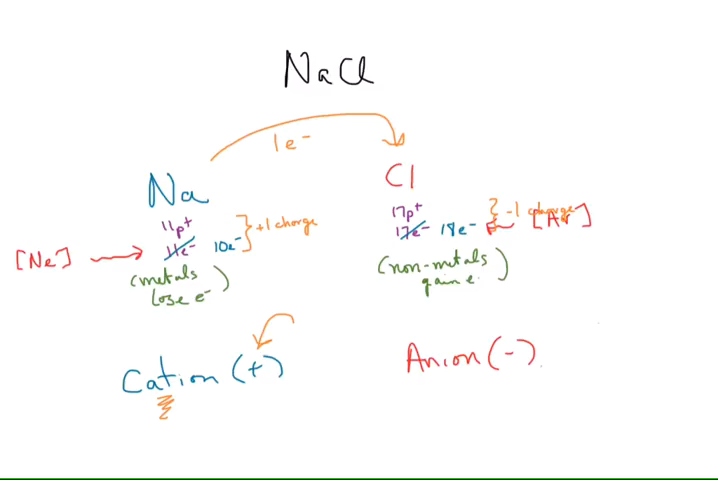 NaCl
1e⁻
Na Cl
11p⁺ 17p⁺
11e⁻ 10e⁻ +1 charge 17e⁻ 18e⁻ -1 charge [Ar]
[Ne]
(metals lose e⁻) (non-metals gain e⁻)
Cation (+) Anion (-)